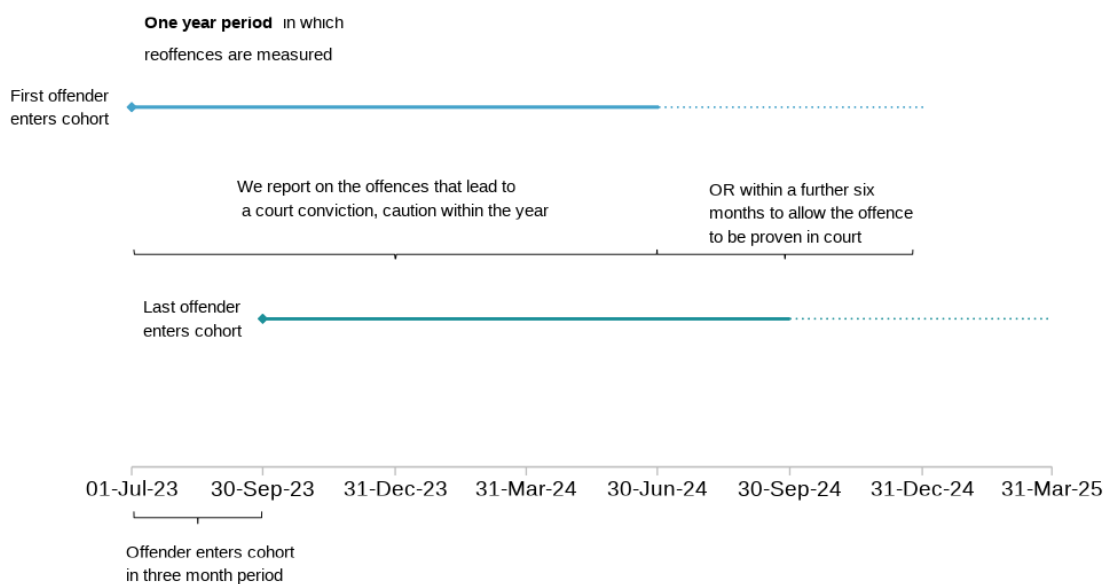 One year period in which
reoffences are measured
First offender
enters cohort
We report on the offences that lead to
a court conviction, caution within the year
OR within a further six
months to allow the offence
to be proven in court
Last offender
enters cohort
01-Jul-23 30-Sep-23 31-Dec-23 31-Mar-24 30-Jun-24 30-Sep-24 31-Dec-24 31-Mar-25
Offender enters cohort
in three month period